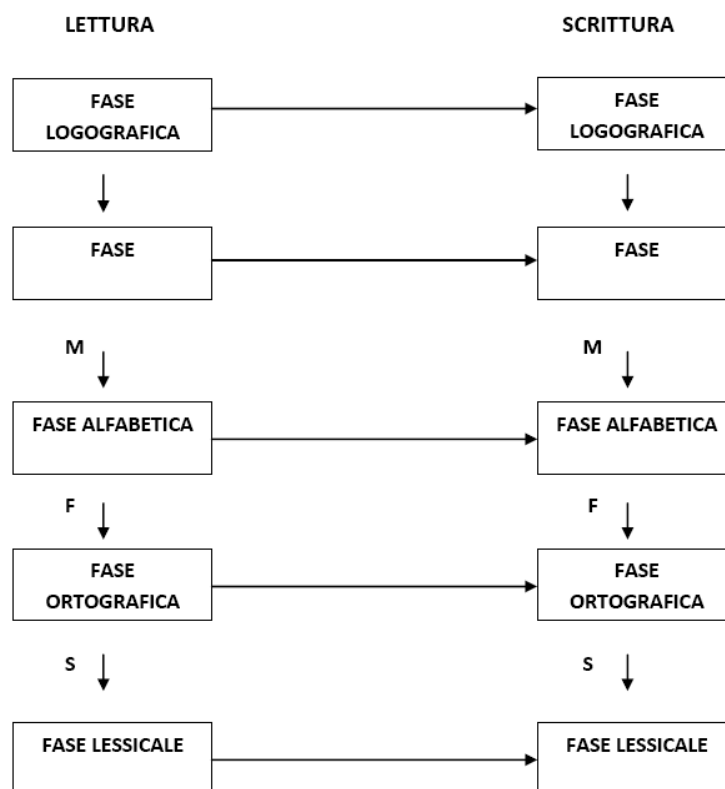 LETTURA SCRITTURA
FASE FASE
LOGOGRAFICA LOGOGRAFICA
FASE FASE
M M
FASE ALFABETICA FASE ALFABETICA
F F
FASE FASE
ORTOGRAFICA ORTOGRAFICA
S S
FASE LESSICALE FASE LESSICALE